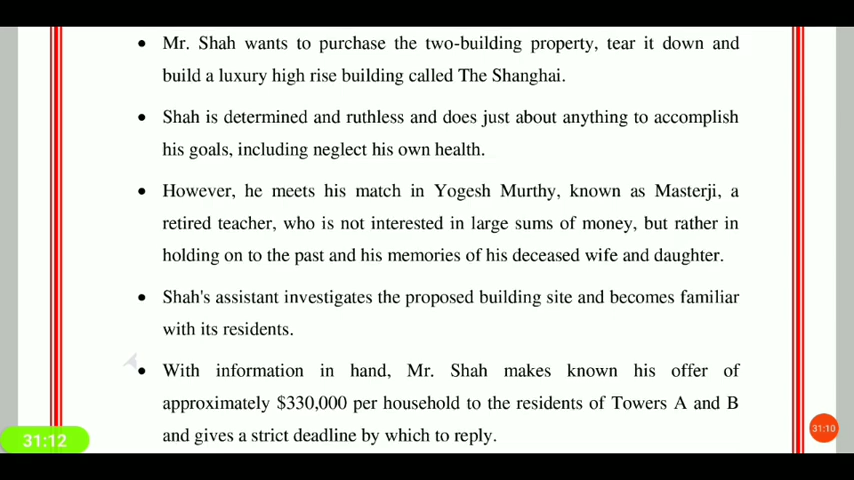 • Mr. Shah wants to purchase the two-building property, tear it down and
build a luxury high rise building called The Shanghai.
• Shah is determined and ruthless and does just about anything to accomplish
his goals, including neglect his own health.
• However, he meets his match in Yogesh Murthy, known as Masterji, a
retired teacher, who is not interested in large sums of money, but rather in
holding on to the past and his memories of his deceased wife and daughter.
• Shah's assistant investigates the proposed building site and becomes familiar
with its residents.
• With information in hand, Mr. Shah makes known his offer of
approximately $330,000 per household to the residents of Towers A and B
and gives a strict deadline by which to reply.
31:12
31:10